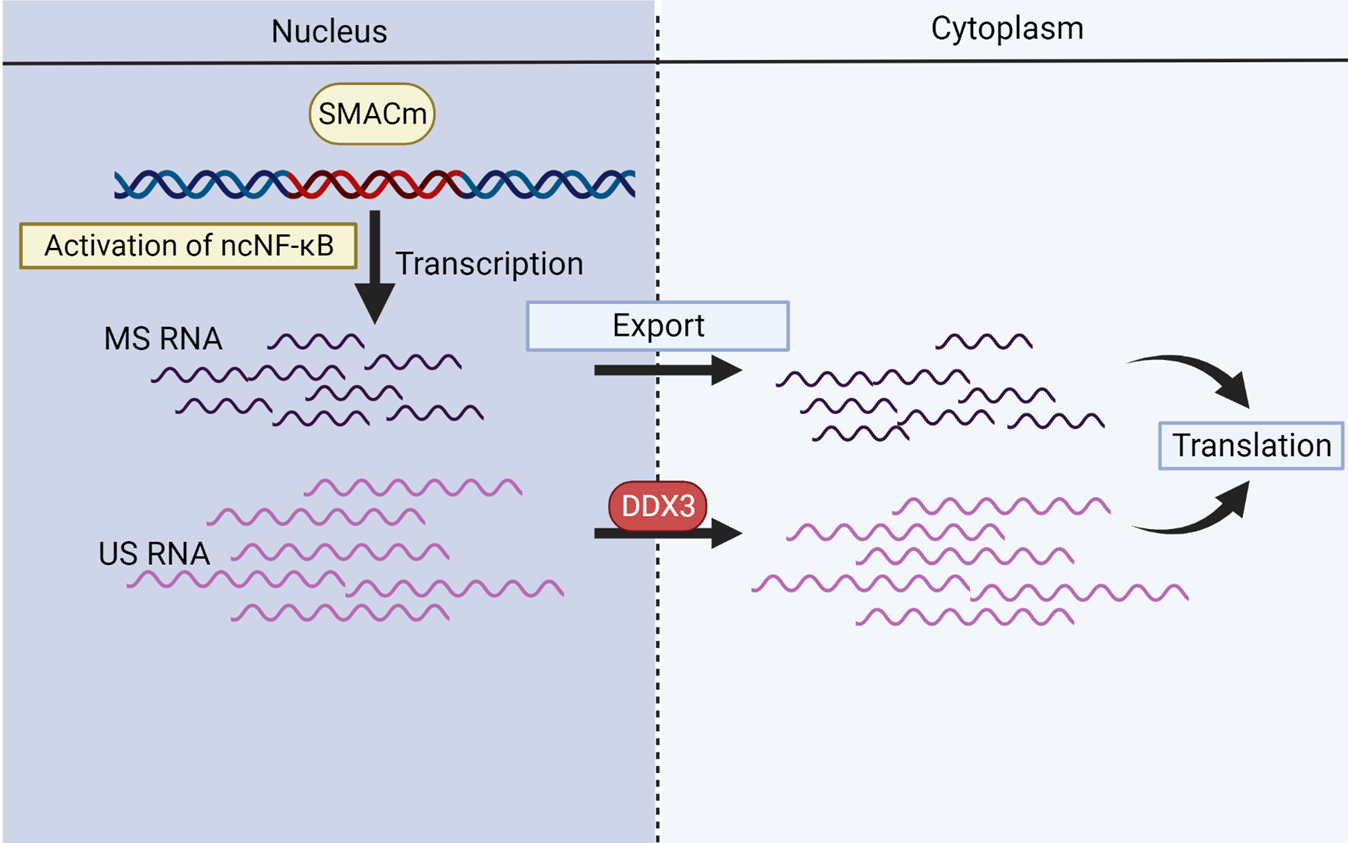 Nucleus
Cytoplasm
SMACm
Activation of ncNF-κB
Transcription
Export
MS RNA
Translation
DDX3
US RNA